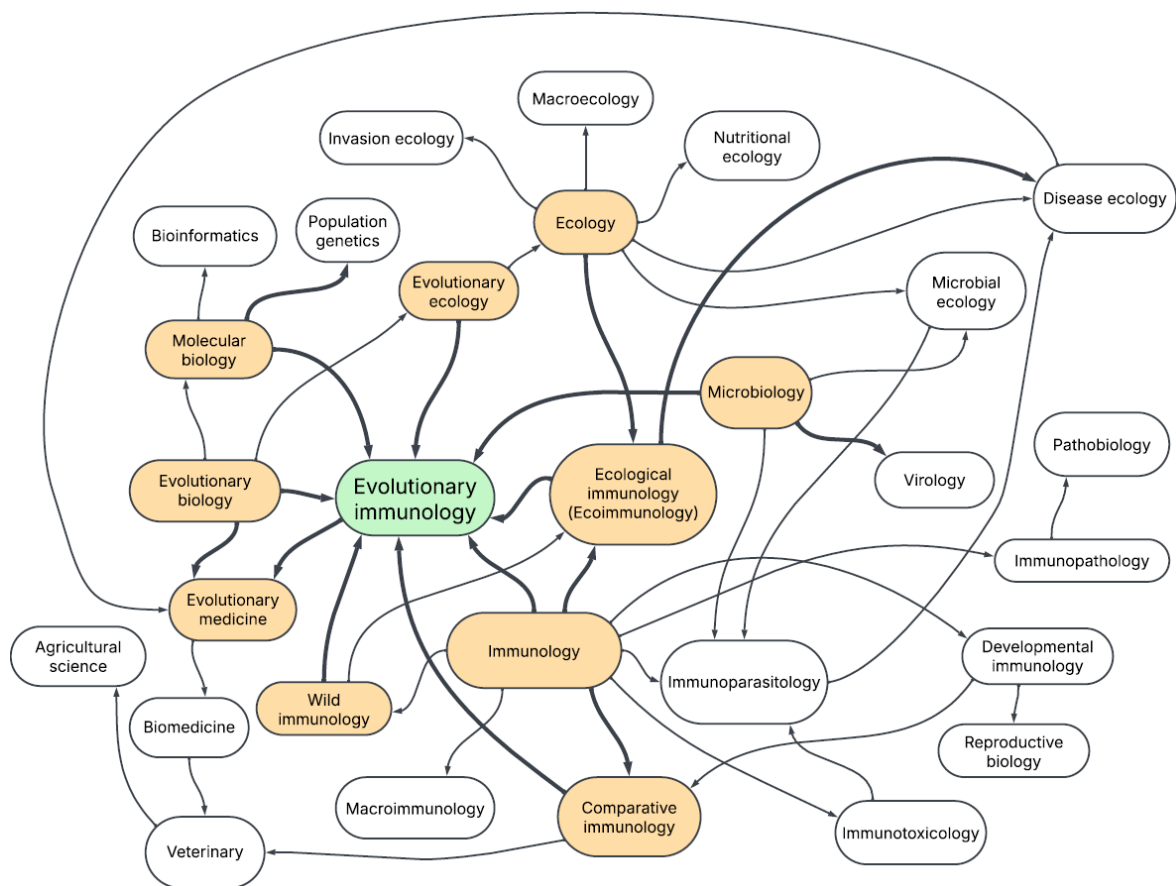 Macroecology
Invasion ecology
Nutritional
ecology
Disease ecology
Bioinformatics
Population
genetics
Ecology
Evolutionary
ecology
Microbial
ecology
Molecular
biology
Microbiology
Pathobiology
Evolutionary
biology
Evolutionary
immunology
Ecological
immunology
(Ecoimmunology)
Virology
Immunopathology
Evolutionary
medicine
Agricultural
science
Immunology
Developmental
immunology
Immunoparasitology
Wild
immunology
Biomedicine
Reproductive
biology
Macroimmunology
Comparative
immunology
Immunotoxicology
Veterinary